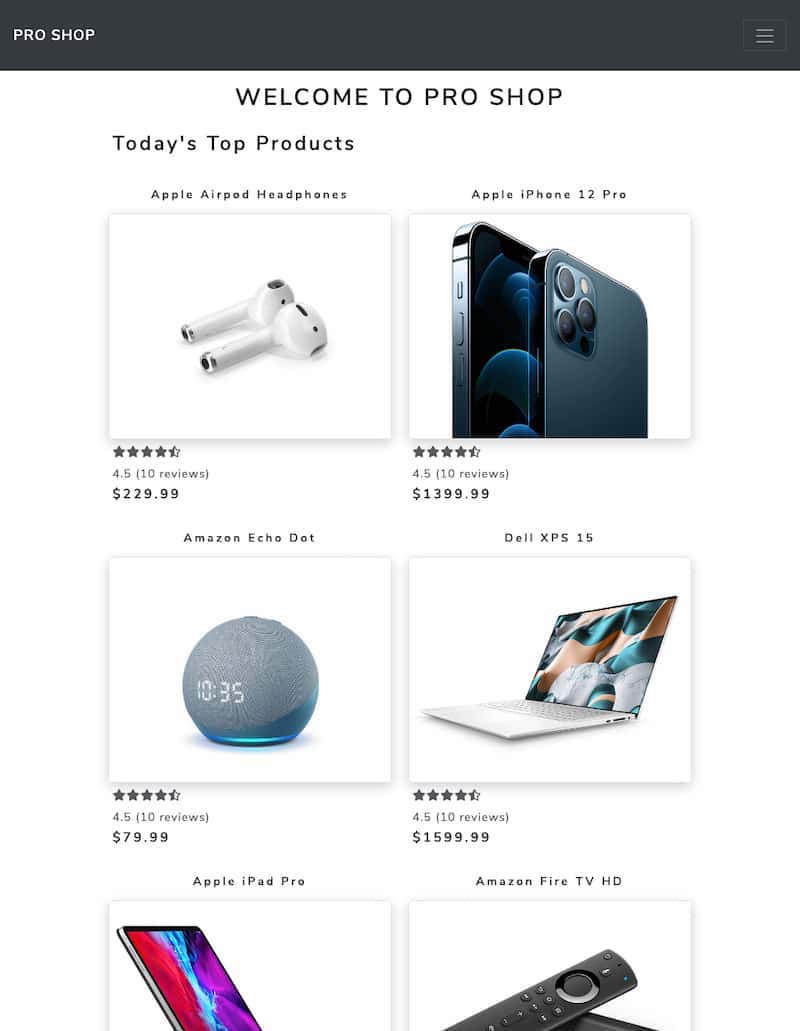 PRO SHOP
WELCOME TO PRO SHOP
Today's Top Products
Apple Airpod Headphones
Apple iPhone 12 Pro
4.5 (10 reviews)
4.5 (10 reviews)
$229.99
$1399.99
Amazon Echo Dot
Dell XPS 15
10:35
4.5 (10 reviews)
4.5 (10 reviews)
$79.99
$1599.99
Apple iPad Pro
Amazon Fire TV HD